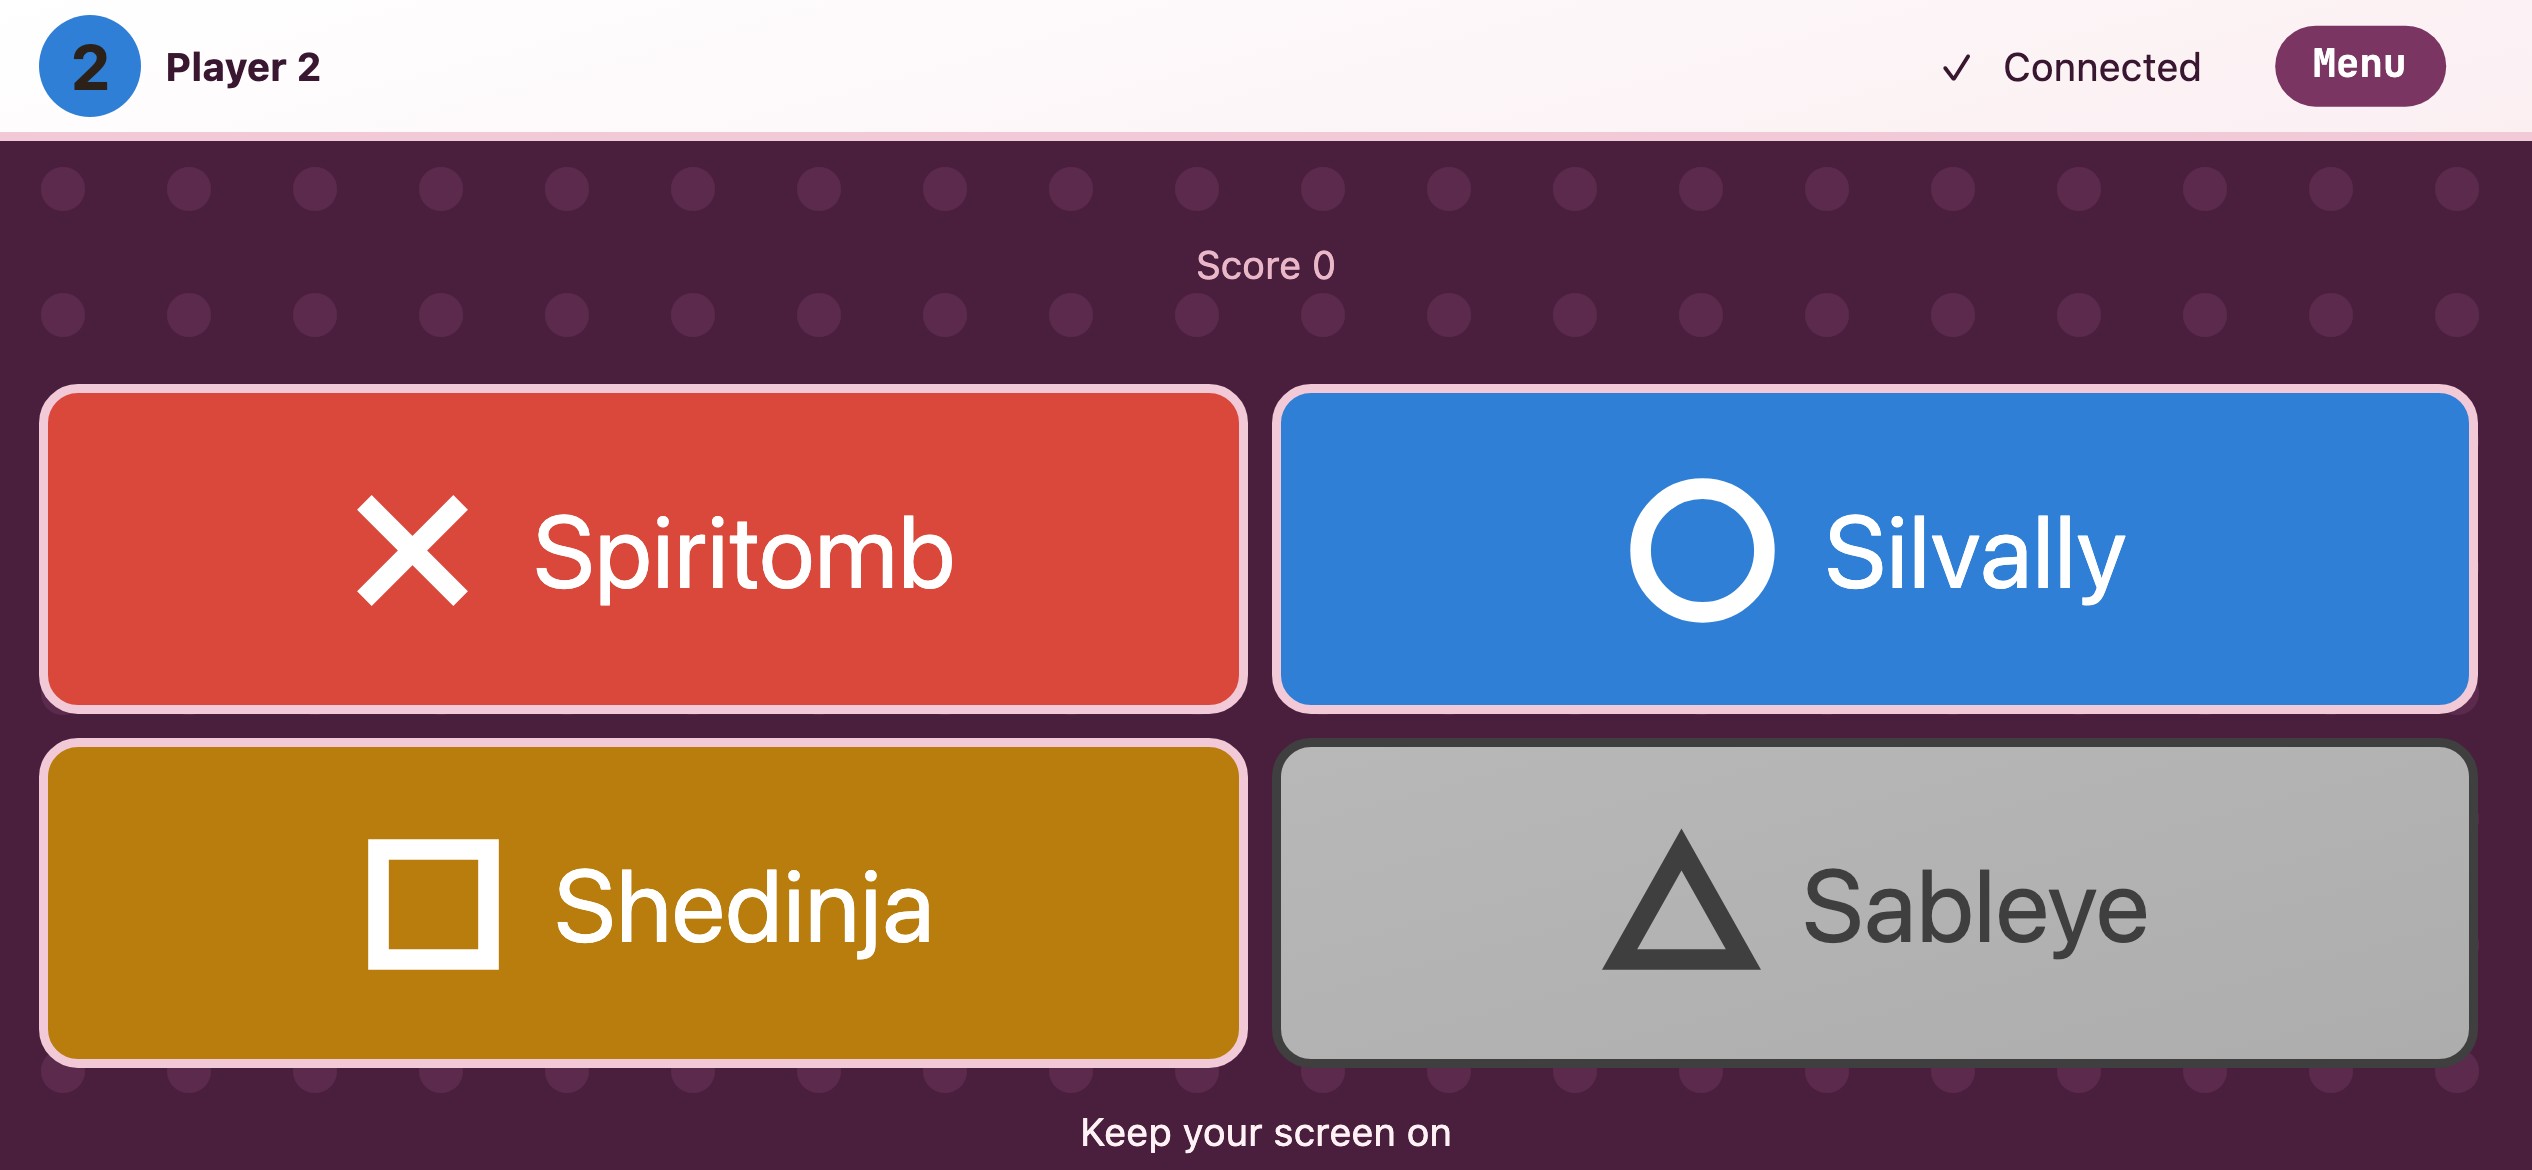 2 Player 2 ✓ Connected Menu
Score 0
Spiritomb
Silvally
Shedinja
Sableye
Keep your screen on